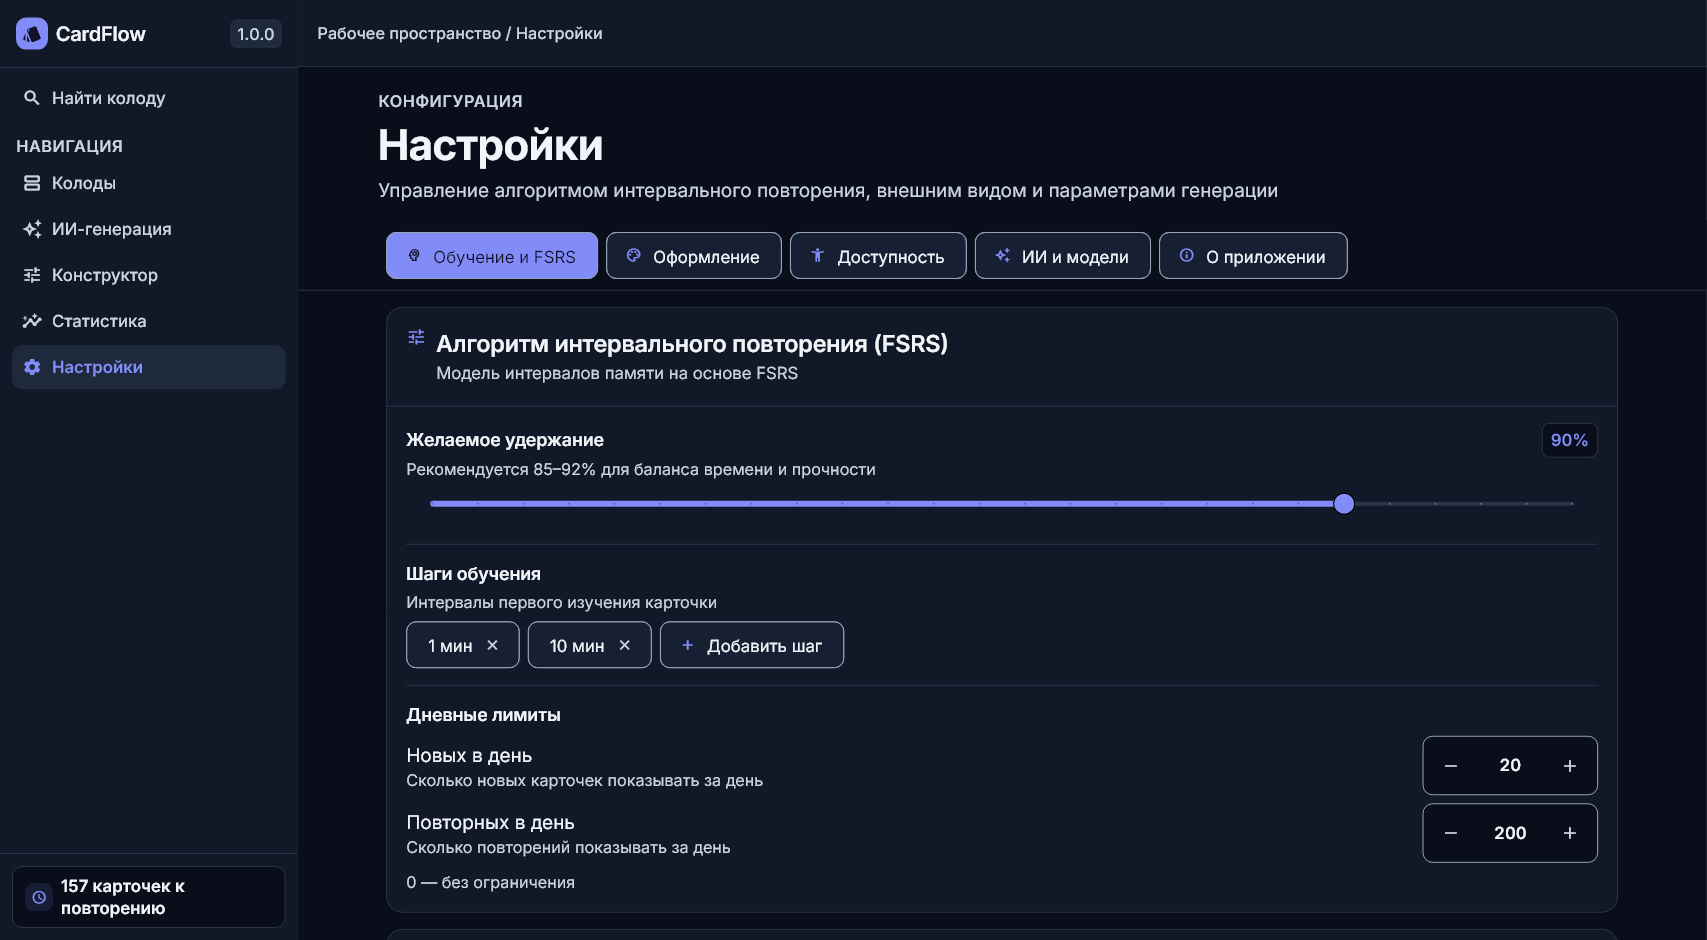 CardFlow
1.0.0
Найти колоду
НАВИГАЦИЯ
Колоды
ИИ-генерация
Конструктор
Статистика
Настройки
157 карточек к
повторению
Рабочее пространство / Настройки
КОНФИГУРАЦИЯ
Настройки
Управление алгоритмом интервального повторения, внешним видом и параметрами генерации
Обучение и FSRS
Оформление
Доступность
ИИ и модели
О приложении
Алгоритм интервального повторения (FSRS)
Модель интервалов памяти на основе FSRS
Желаемое удержание
90%
Рекомендуется 85–92% для баланса времени и прочности
Шаги обучения
Интервалы первого изучения карточки
1 мин ×
10 мин ×
+ Добавить шаг
Дневные лимиты
Новых в день
Сколько новых карточек показывать за день
− 20 +
Повторных в день
Сколько повторений показывать за день
− 200 +
0 — без ограничения